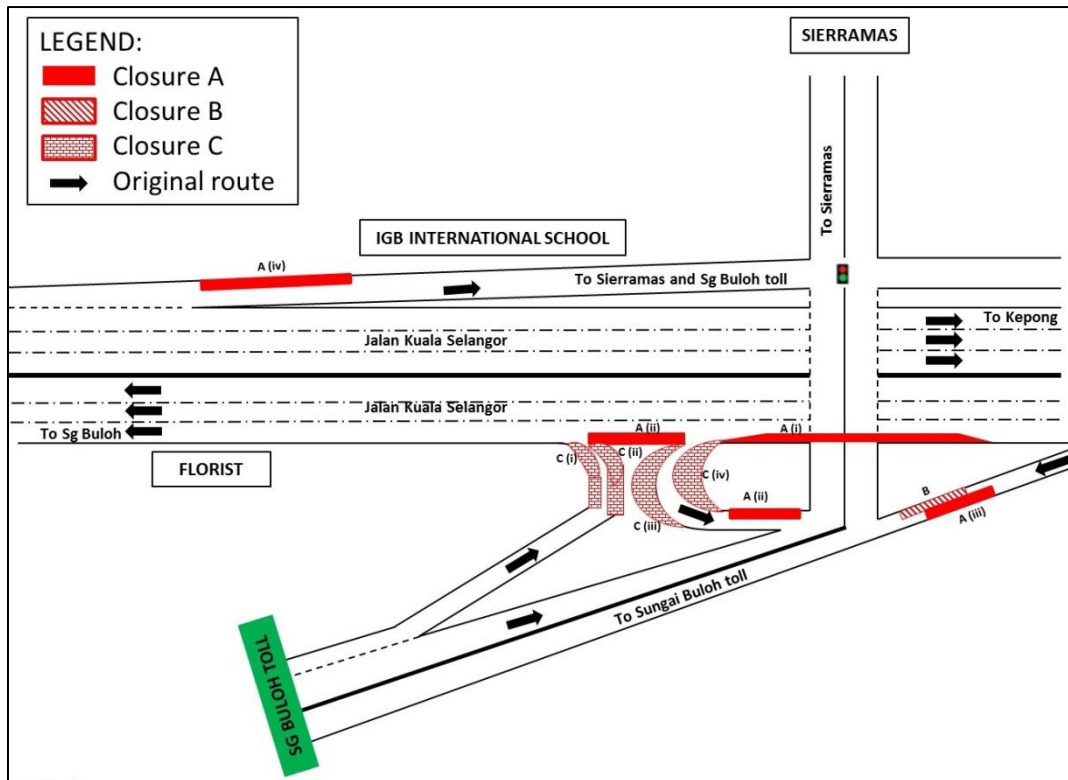 LEGEND:
Closure A
Closure B
Closure C
Original route
SIERRAMAS
To Sierramas
IGB INTERNATIONAL SCHOOL
A (iv)
To Sierramas and Sg Buloh toll
To Kepong
Jalan Kuala Selangor
Jalan Kuala Selangor
To Sg Buloh
A (ii)
A (i)
FLORIST
C (i)
C (ii)
C (iv)
A (ii)
C (iii)
B
A (iii)
To Sungai Buloh toll
SG BULOH TOLL